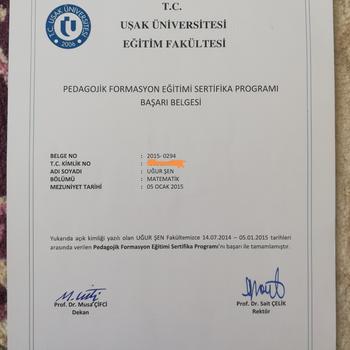 T.C. UŞAK ÜNİVERSİTESİ
2006
T.C.
UŞAK ÜNİVERSİTESİ
EĞİTİM FAKÜLTESİ
PEDAGOJİK FORMASYON EĞİTİMİ SERTİFİKA PROGRAMI
BAŞARI BELGESİ
BELGE NO : 2015- 0294
T.C. KİMLİK NO :
ADI SOYADI : UĞUR ŞEN
BÖLÜMÜ : MATEMATİK
MEZUNİYET TARİHİ : 05 OCAK 2015
Yukarıda açık kimliği yazılı olan UĞUR ŞEN Fakültemizce 14.07.2014 – 05.01.2015 tarihleri
arasında verilen Pedagojik Formasyon Eğitimi Sertifika Programı'nı başarı ile tamamlamıştır.
Prof. Dr. Musa ÇİFCİ
Dekan
Prof. Dr. Sait ÇELİK
Rektör